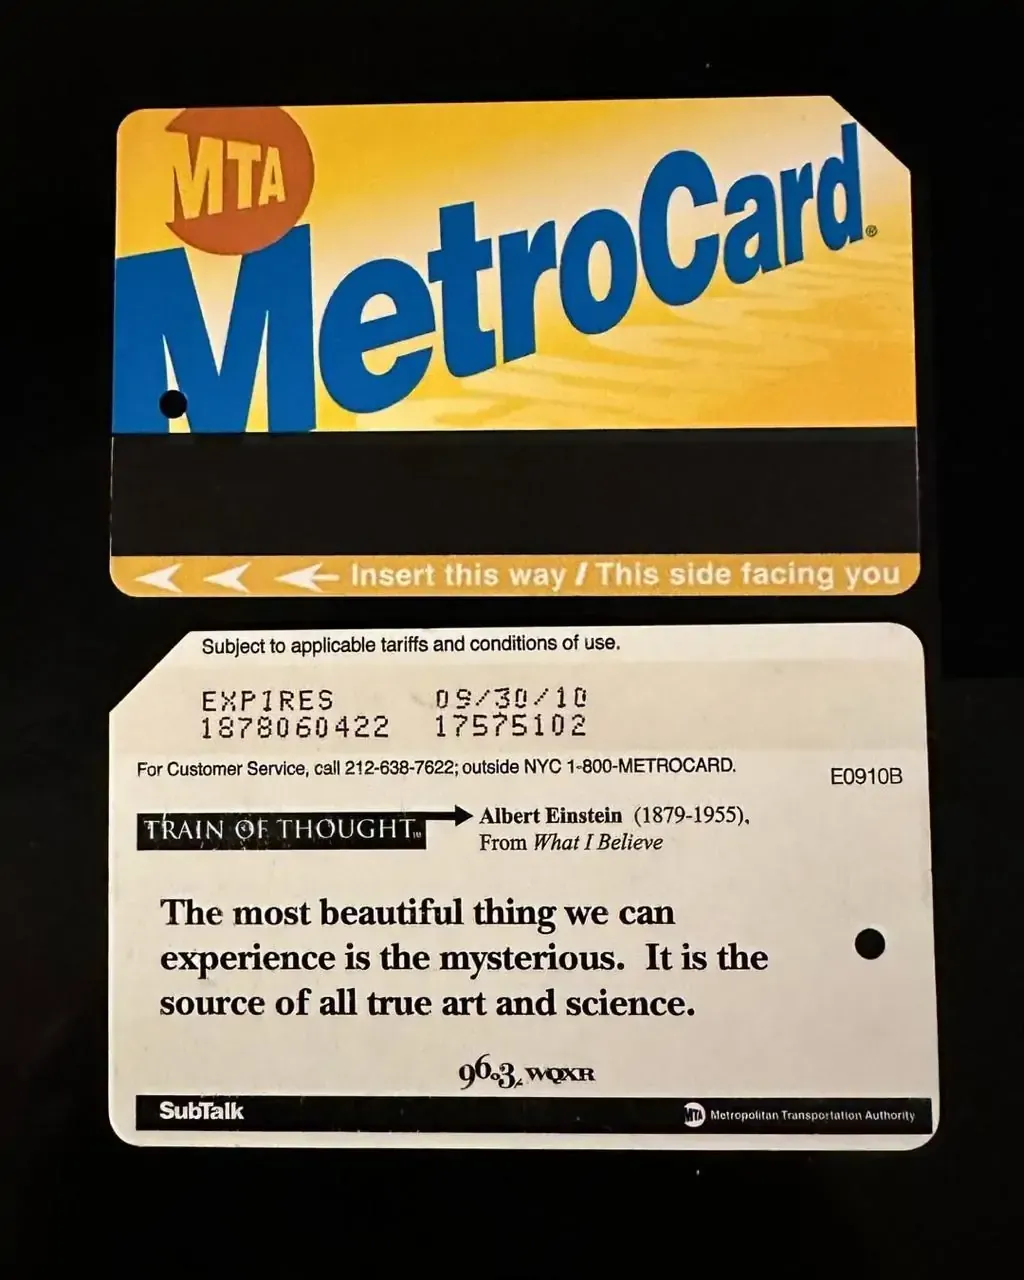 MTA
MetroCard®
Insert this way / This side facing you
Subject to applicable tariffs and conditions of use.
EXPIRES 09/30/10
1878060422 17575102
For Customer Service, call 212-638-7622; outside NYC 1-800-METROCARD.
E0910B
TRAIN OF THOUGHT™
Albert Einstein (1879-1955),
From What I Believe
The most beautiful thing we can
experience is the mysterious. It is the
source of all true art and science.
96.3 WQXR
SubTalk
MTA Metropolitan Transportation Authority